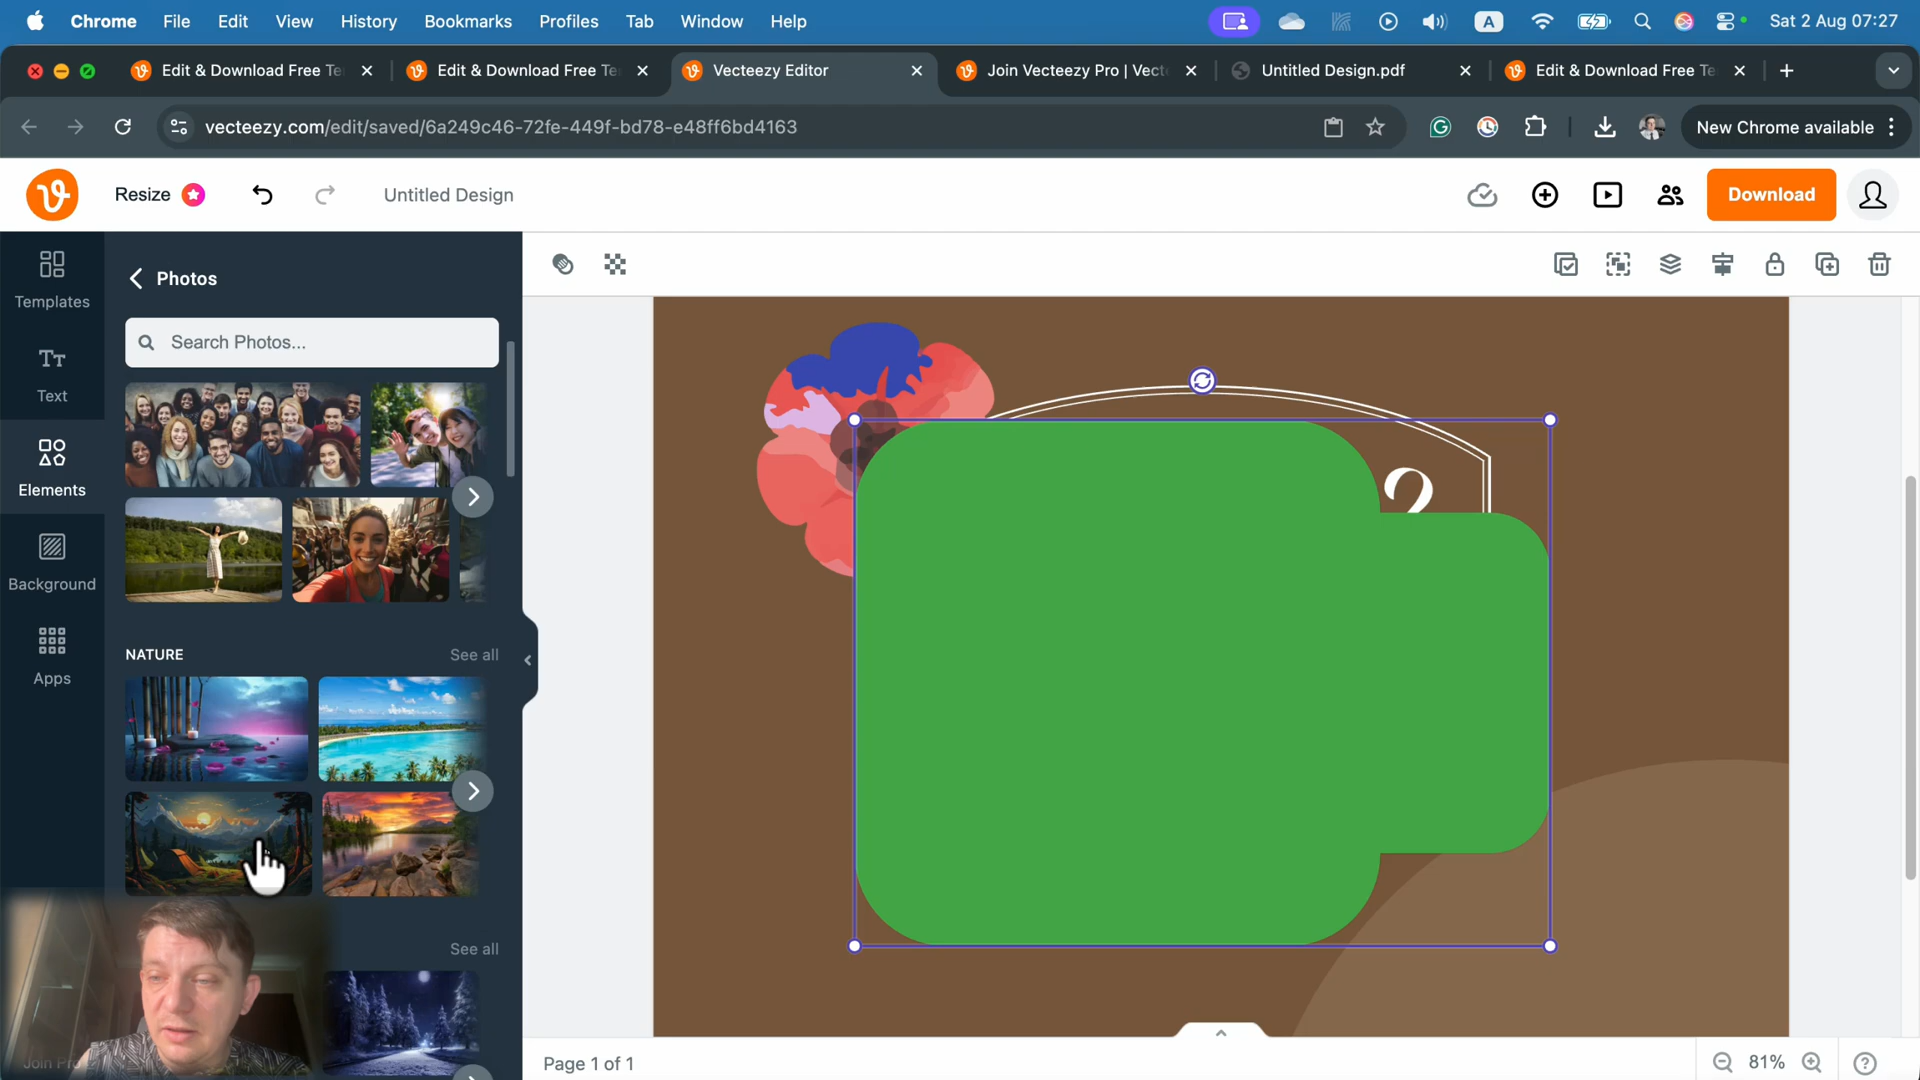 Chrome File Edit View History Bookmarks Profiles Tab Window Help A Sat 2 Aug 07:27
Edit & Download Free Te Edit & Download Free Te Vecteezy Editor Join Vecteezy Pro | Vect Untitled Design.pdf Edit & Download Free Te
vecteezy.com/edit/saved/6a249c46-72fe-449f-bd78-e48ff6bd4163 New Chrome available
Resize Untitled Design Download
Templates
Text
Elements
Background
Apps
Photos
Search Photos...
NATURE See all
See all
Join Pro
2
Page 1 of 1 81%